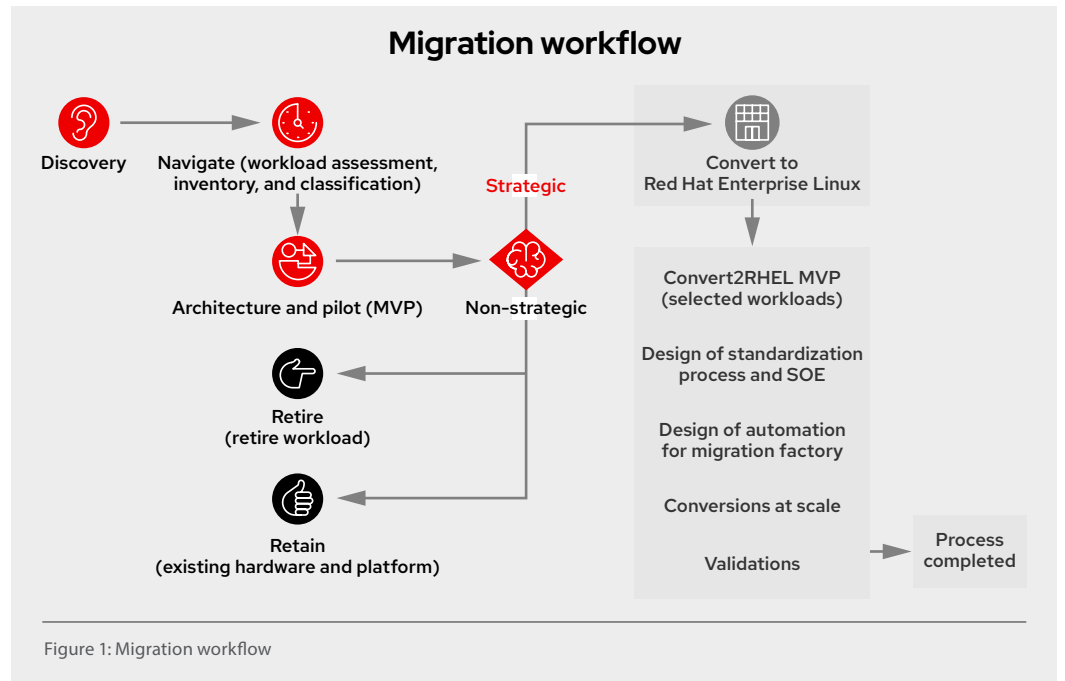 Migration workflow
Discovery
Navigate (workload assessment,
inventory, and classification)
Strategic
Convert to
Red Hat Enterprise Linux
Architecture and pilot (MVP)
Non-strategic
Retire
(retire workload)
Retain
(existing hardware and platform)
Convert2RHEL MVP
(selected workloads)
Design of standardization
process and SOE
Design of automation
for migration factory
Conversions at scale
Validations
Process
completed
Figure 1: Migration workflow